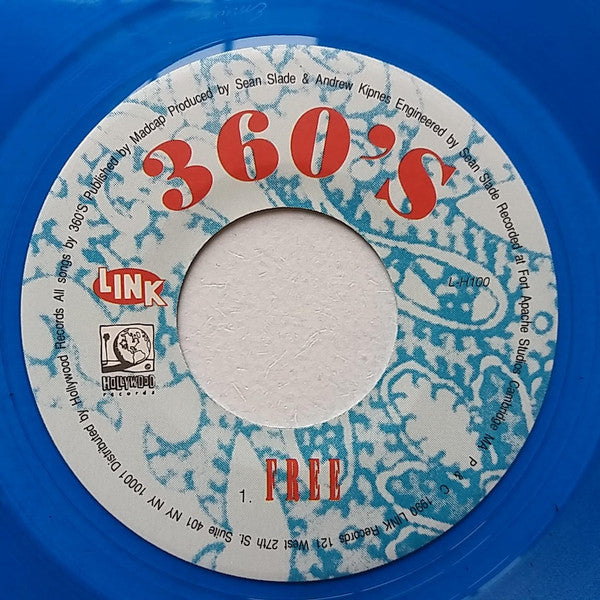 360'S
All songs by 360'S Published by Madcap Produced by Sean Slade & Andrew Kipnes Engineered by Sean Slade Recorded at Fort Apache Studios Cambridge MA P & C 1990 LINK Records 121 West 27th St. Suite 401 NY NY 10001 Distributed by Hollywood Records
LINK
L-H100
HOLLYWOOD
records
1. FREE